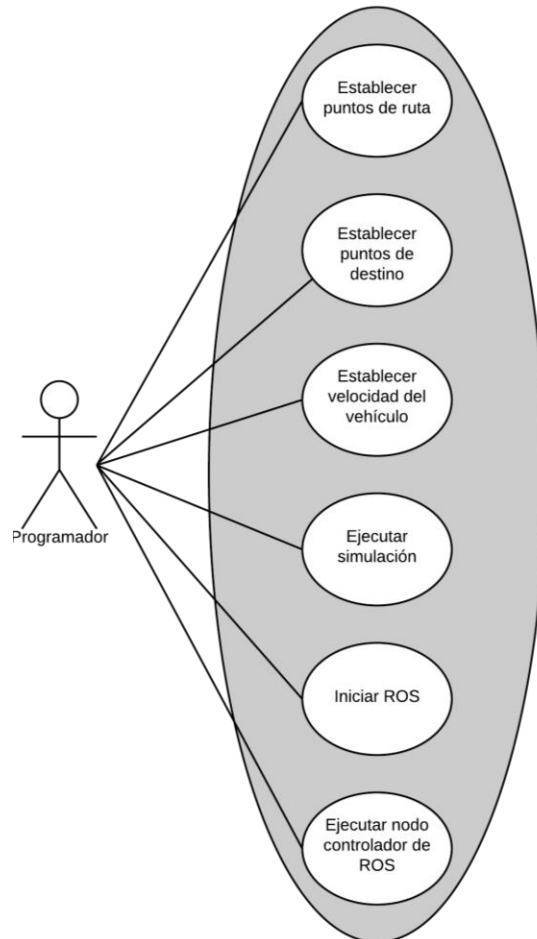 Establecer
puntos de ruta
Establecer
puntos de
destino
Establecer
velocidad del
vehículo
Programador
Ejecutar
simulación
Iniciar ROS
Ejecutar nodo
controlador de
ROS